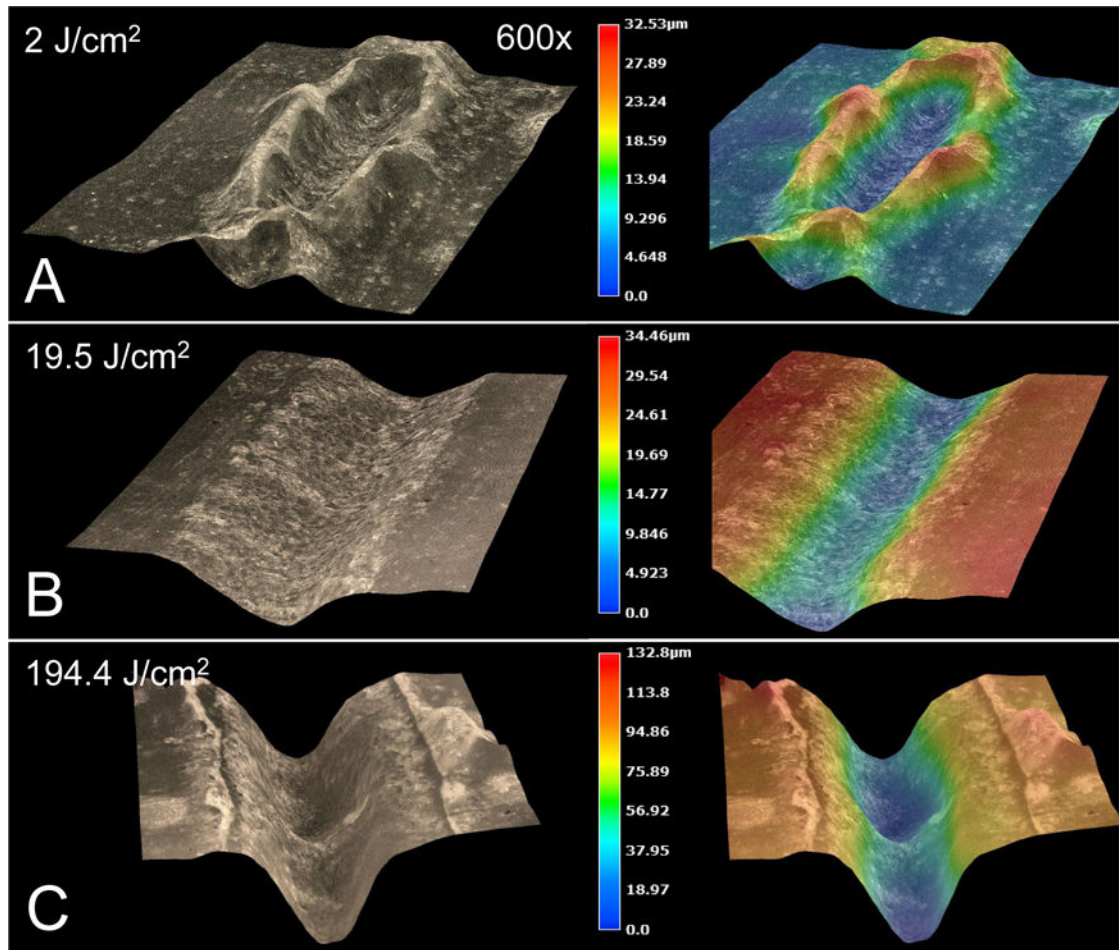 2 J/cm²
600x
32.53µm
27.89
23.24
18.59
13.94
9.296
4.648
0.0
A
19.5 J/cm²
34.46µm
29.54
24.61
19.69
14.77
9.846
4.923
0.0
B
194.4 J/cm²
132.8µm
113.8
94.86
75.89
56.92
37.95
18.97
0.0
C